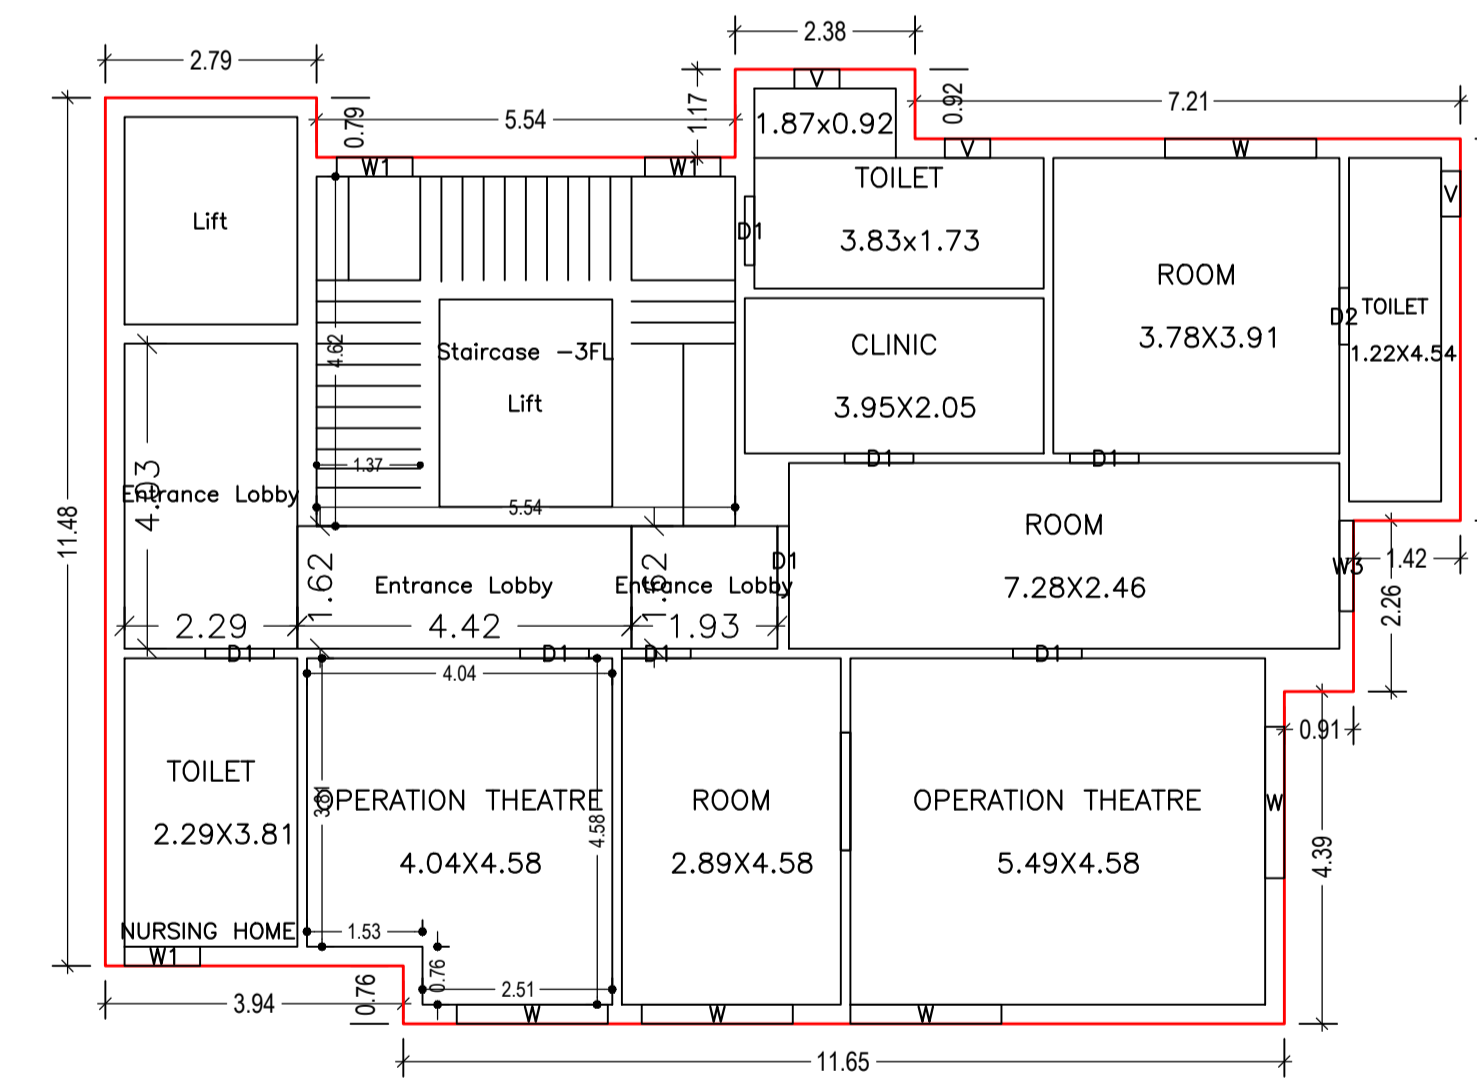 2.38
2.79
7.21
0.92
1.17
0.79
5.54
V
1.87x0.92
V
W
W1
W1
TOILET
3.83x1.73
D1
Lift
V
ROOM
3.78X3.91
D2
TOILET
1.22X4.54
4.62
Staircase -3FL
Lift
CLINIC
3.95X2.05
D1
D1
1.37
5.54
4.03
Entrance Lobby
11.48
ROOM
7.28X2.46
W3
1.42
2.26
1.62
Entrance Lobby
1.62
Entrance Lobby
D1
2.29
4.42
1.93
D1
D1
D1
D1
4.04
0.91
TOILET
2.29X3.81
3.81
OPERATION THEATRE
4.04X4.58
4.58
ROOM
2.89X4.58
OPERATION THEATRE
5.49X4.58
W
4.39
NURSING HOME
W1
1.53
0.76
2.51
3.94
0.76
W
W
W
11.65